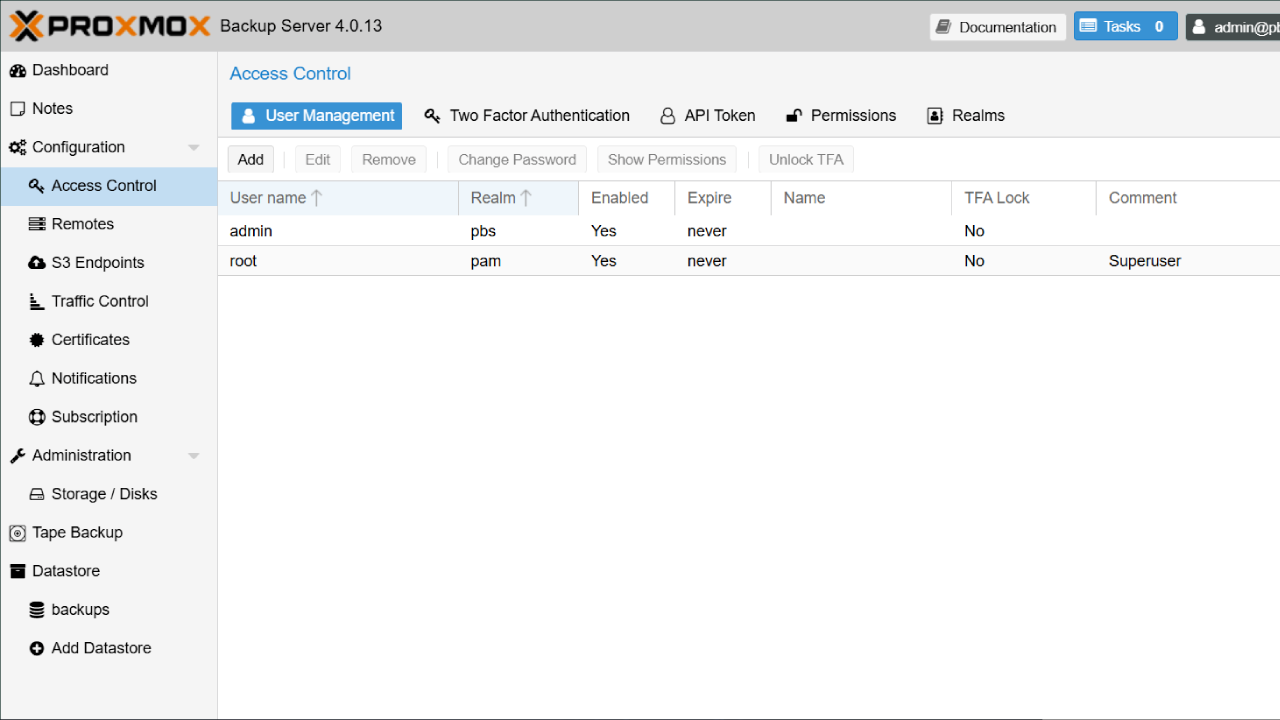 PROXMOX Backup Server 4.0.13 Documentation Tasks 0 admin@
Dashboard
Notes
Configuration
Access Control
Remotes
S3 Endpoints
Traffic Control
Certificates
Notifications
Subscription
Administration
Storage / Disks
Tape Backup
Datastore
backups
Add Datastore
Access Control
User Management Two Factor Authentication API Token Permissions Realms
Add Edit Remove Change Password Show Permissions Unlock TFA
User name Realm Enabled Expire Name TFA Lock Comment
admin pbs Yes never No
root pam Yes never No Superuser